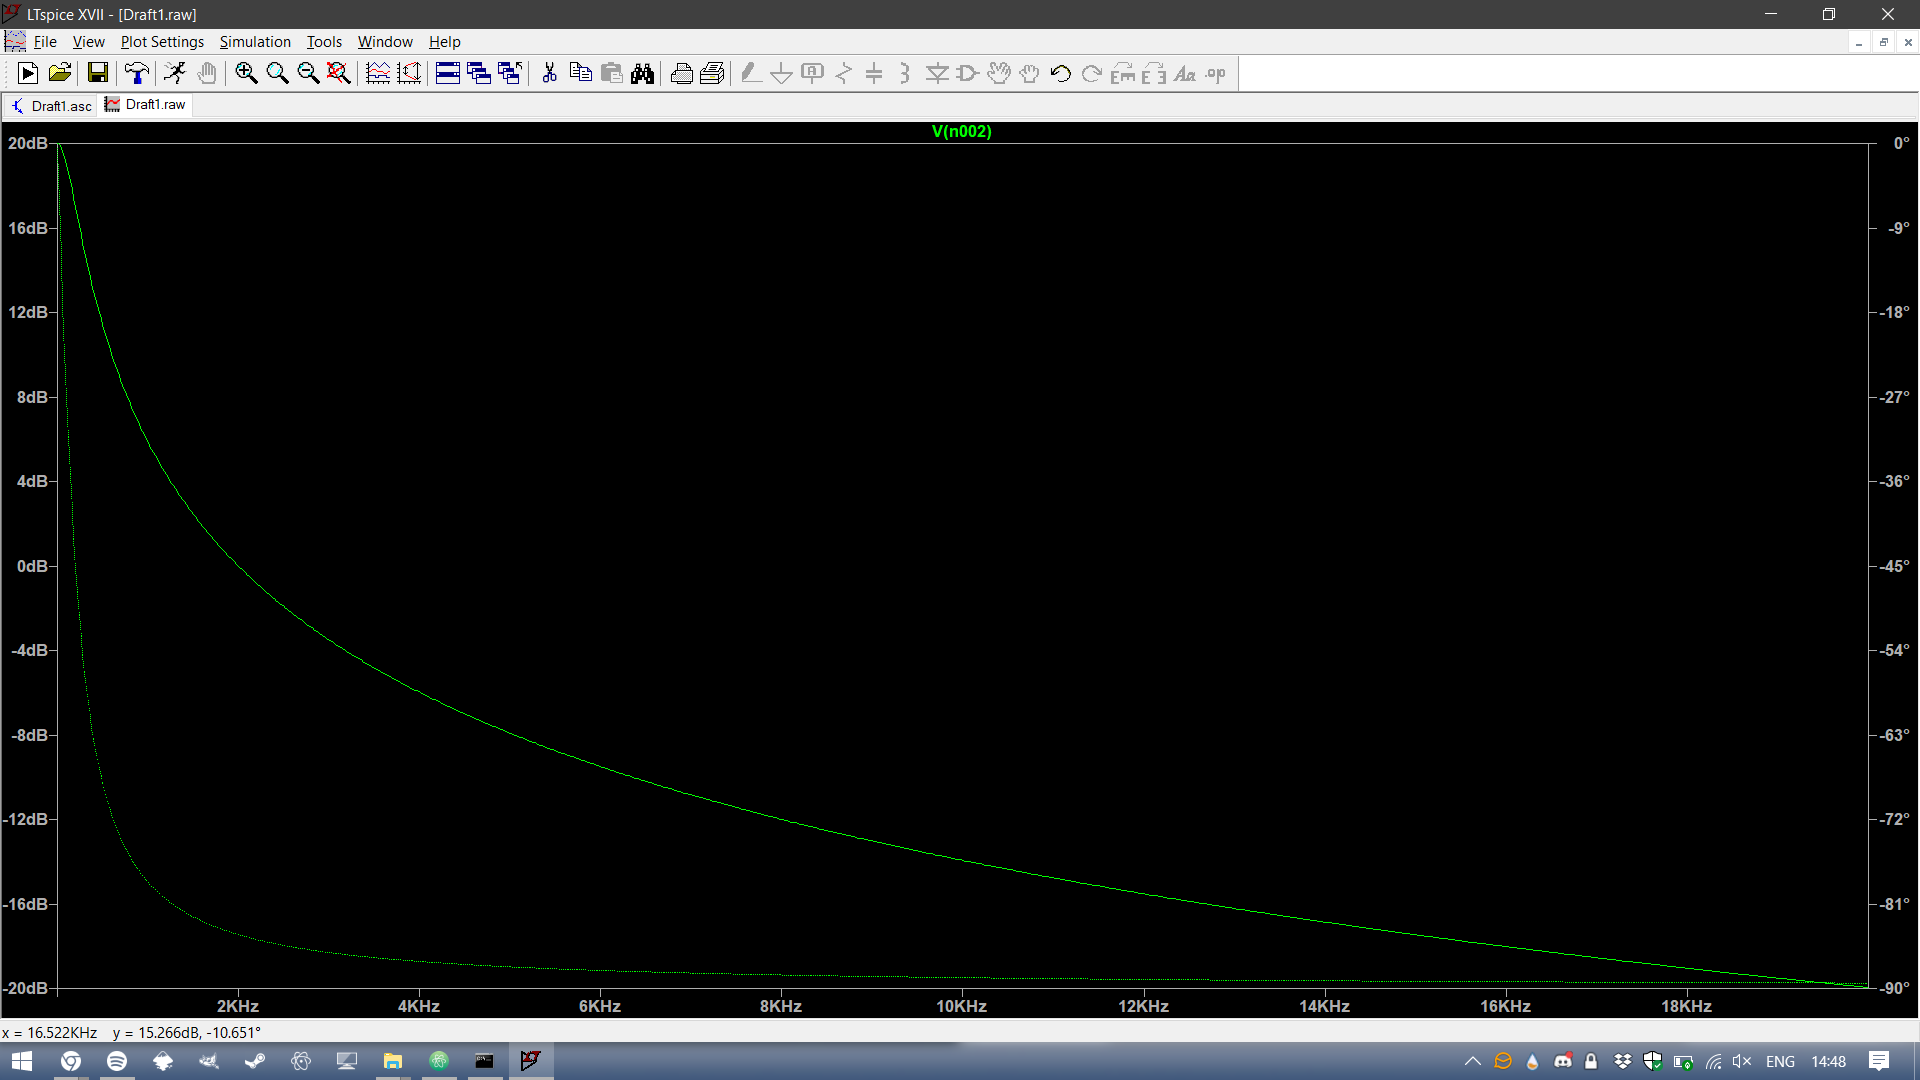 LTspice XVII - [Draft1.raw]
File View Plot Settings Simulation Tools Window Help
Draft1.asc Draft1.raw
V(n002)
20dB 0°
16dB -9°
12dB -18°
8dB -27°
4dB -36°
0dB -45°
-4dB -54°
-8dB -63°
-12dB -72°
-16dB -81°
-20dB -90°
2KHz 4KHz 6KHz 8KHz 10KHz 12KHz 14KHz 16KHz 18KHz
x = 16.522KHz y = 15.266dB, -10.651°
ENG 14:48